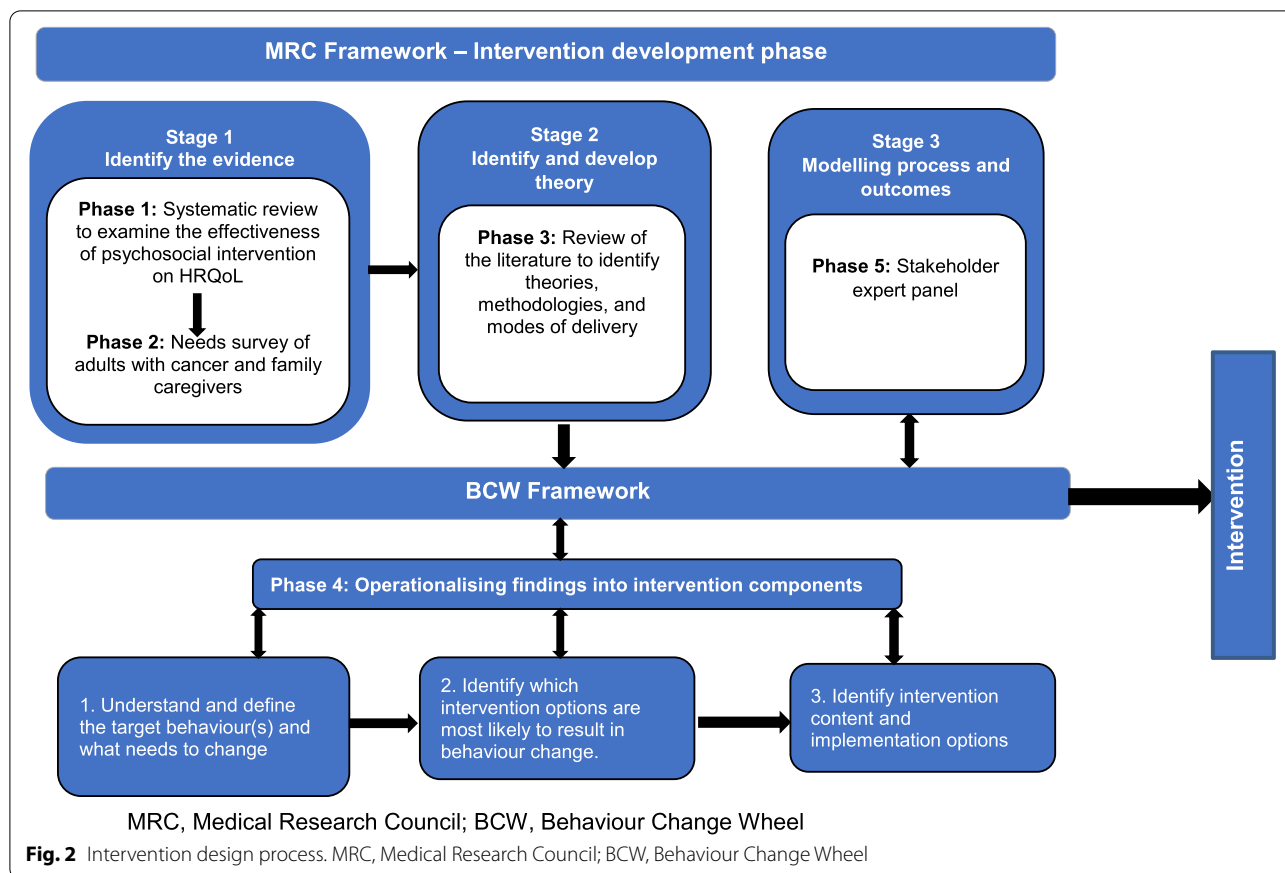 MRC Framework – Intervention development phase
Stage 1
Identify the evidence
Phase 1: Systematic review
to examine the effectiveness
of psychosocial intervention
on HRQoL
Phase 2: Needs survey of
adults with cancer and family
caregivers
Stage 2
Identify and develop
theory
Phase 3: Review of
the literature to identify
theories,
methodologies, and
modes of delivery
Stage 3
Modelling process and
outcomes
Phase 5: Stakeholder
expert panel
BCW Framework
Intervention
Phase 4: Operationalising findings into intervention components
1. Understand and define
the target behaviour(s) and
what needs to change
2. Identify which
intervention options are
most likely to result in
behaviour change.
3. Identify intervention
content and
implementation options
MRC, Medical Research Council; BCW, Behaviour Change Wheel
Fig. 2 Intervention design process. MRC, Medical Research Council; BCW, Behaviour Change Wheel